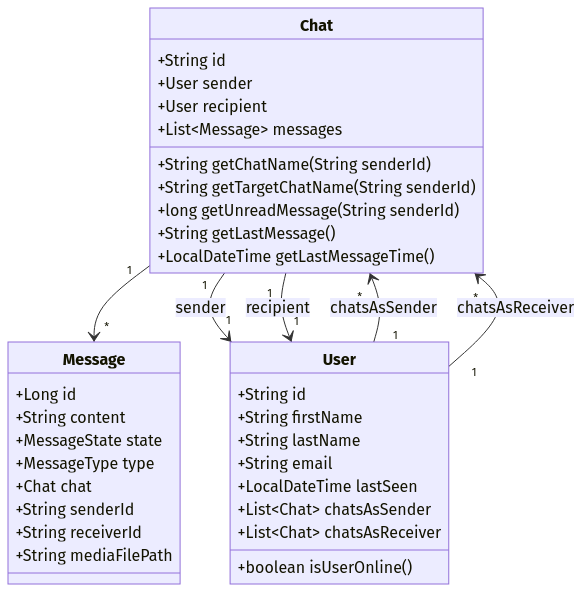 Chat
+String id
+User sender
+User recipient
+List<Message> messages
+String getChatName(String senderId)
+String getTargetChatName(String senderId)
+long getUnreadMessage(String senderId)
+String getLastMessage()
+LocalDateTime getLastMessageTime()
1
*
1
sender
1
1
recipient
1
*
chatsAsSender
1
*
chatsAsReceiver
1
Message
+Long id
+String content
+MessageState state
+MessageType type
+Chat chat
+String senderId
+String receiverId
+String mediaFilePath
User
+String id
+String firstName
+String lastName
+String email
+LocalDateTime lastSeen
+List<Chat> chatsAsSender
+List<Chat> chatsAsReceiver
+boolean isUserOnline()